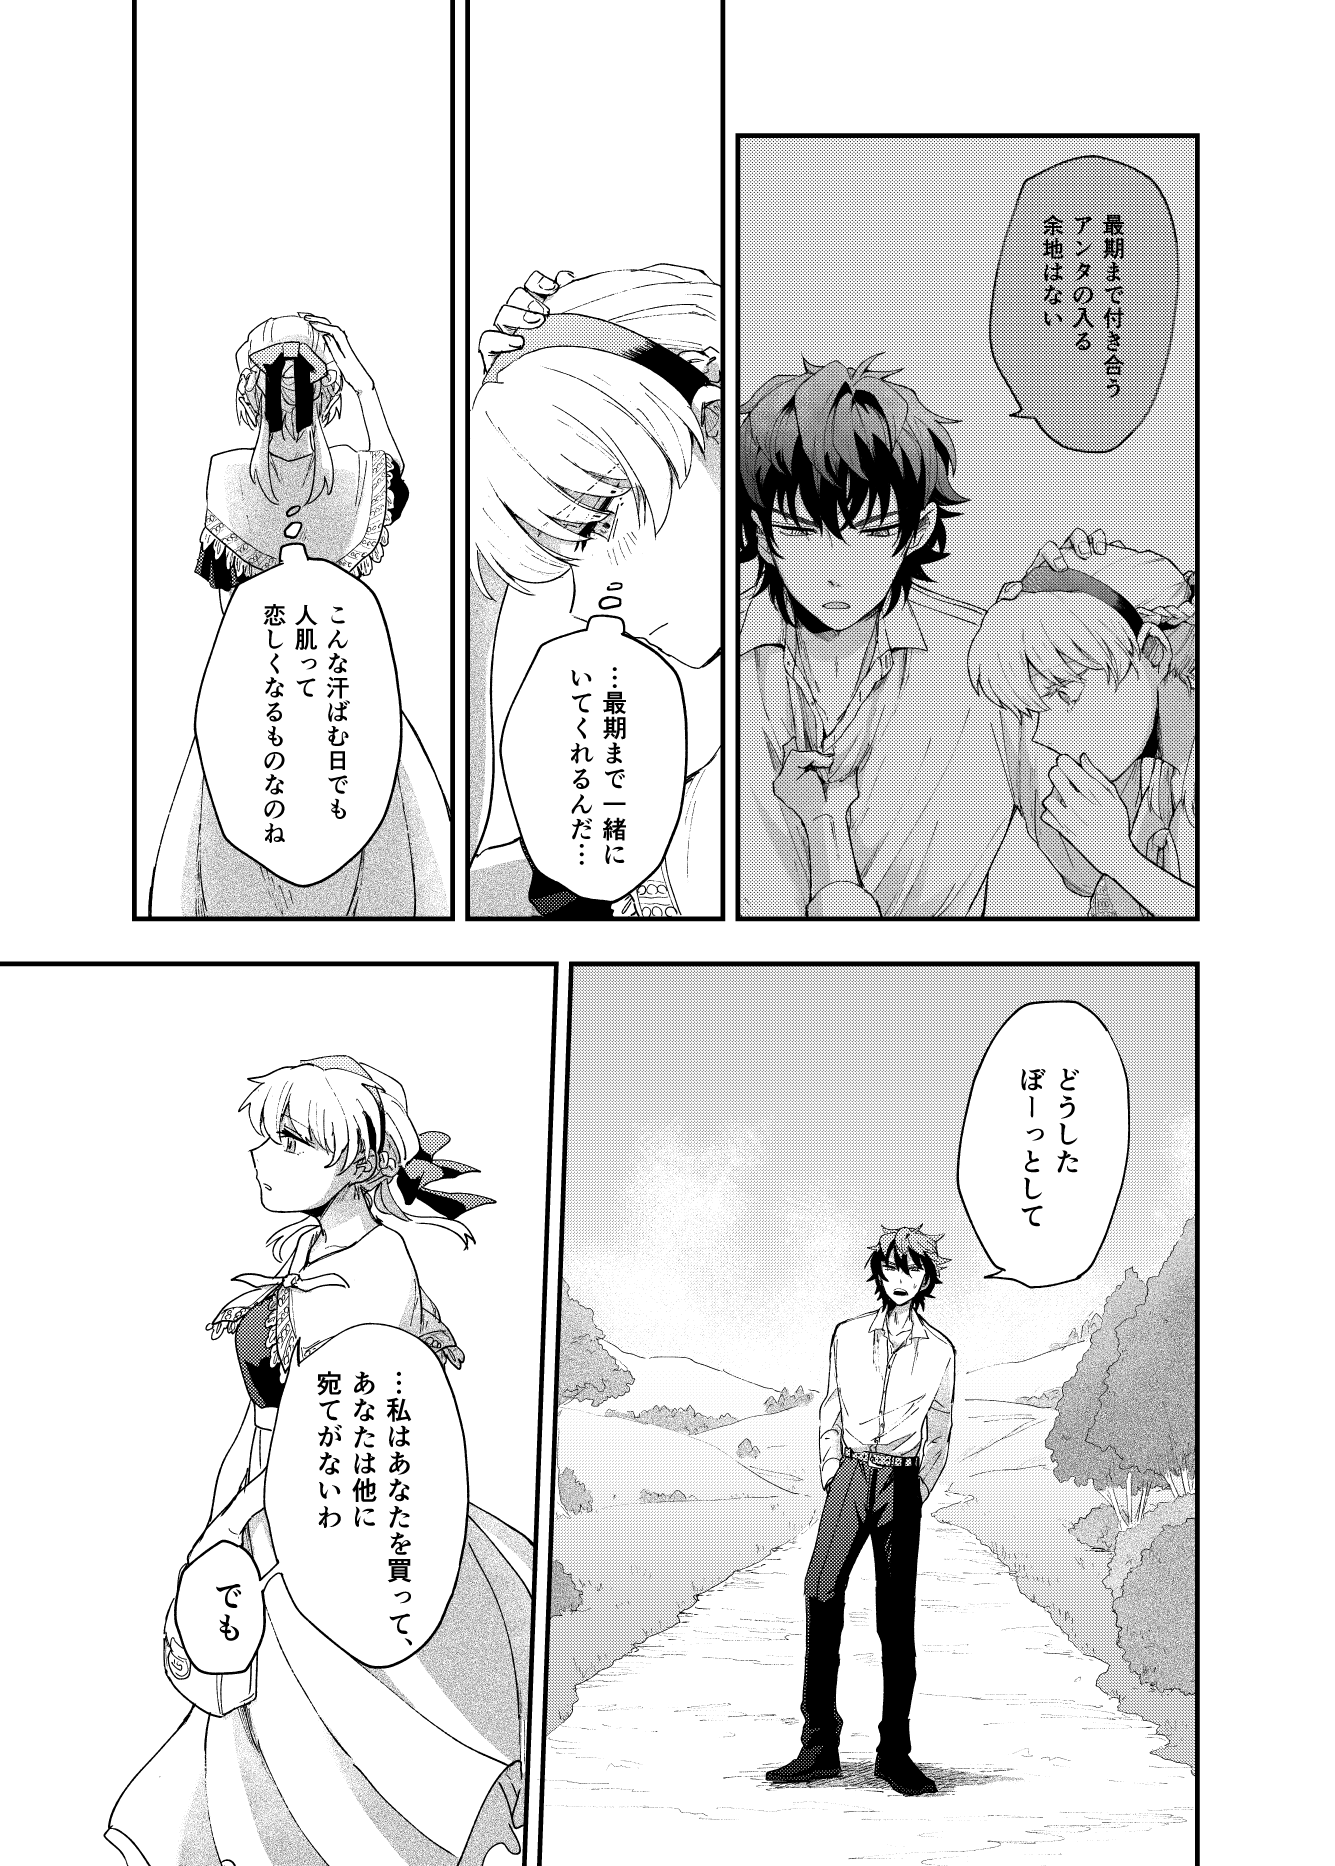 最期まで付き合う
アンタの入る
余地はない
…最期まで一緒に
いてくれるんだ…
こんな汗ばむ日でも
人肌って
恋しくなるものなのね
どうした
ぼーっとして
…私はあなたを買って、
あなたは他に
宛てがないわ
でも